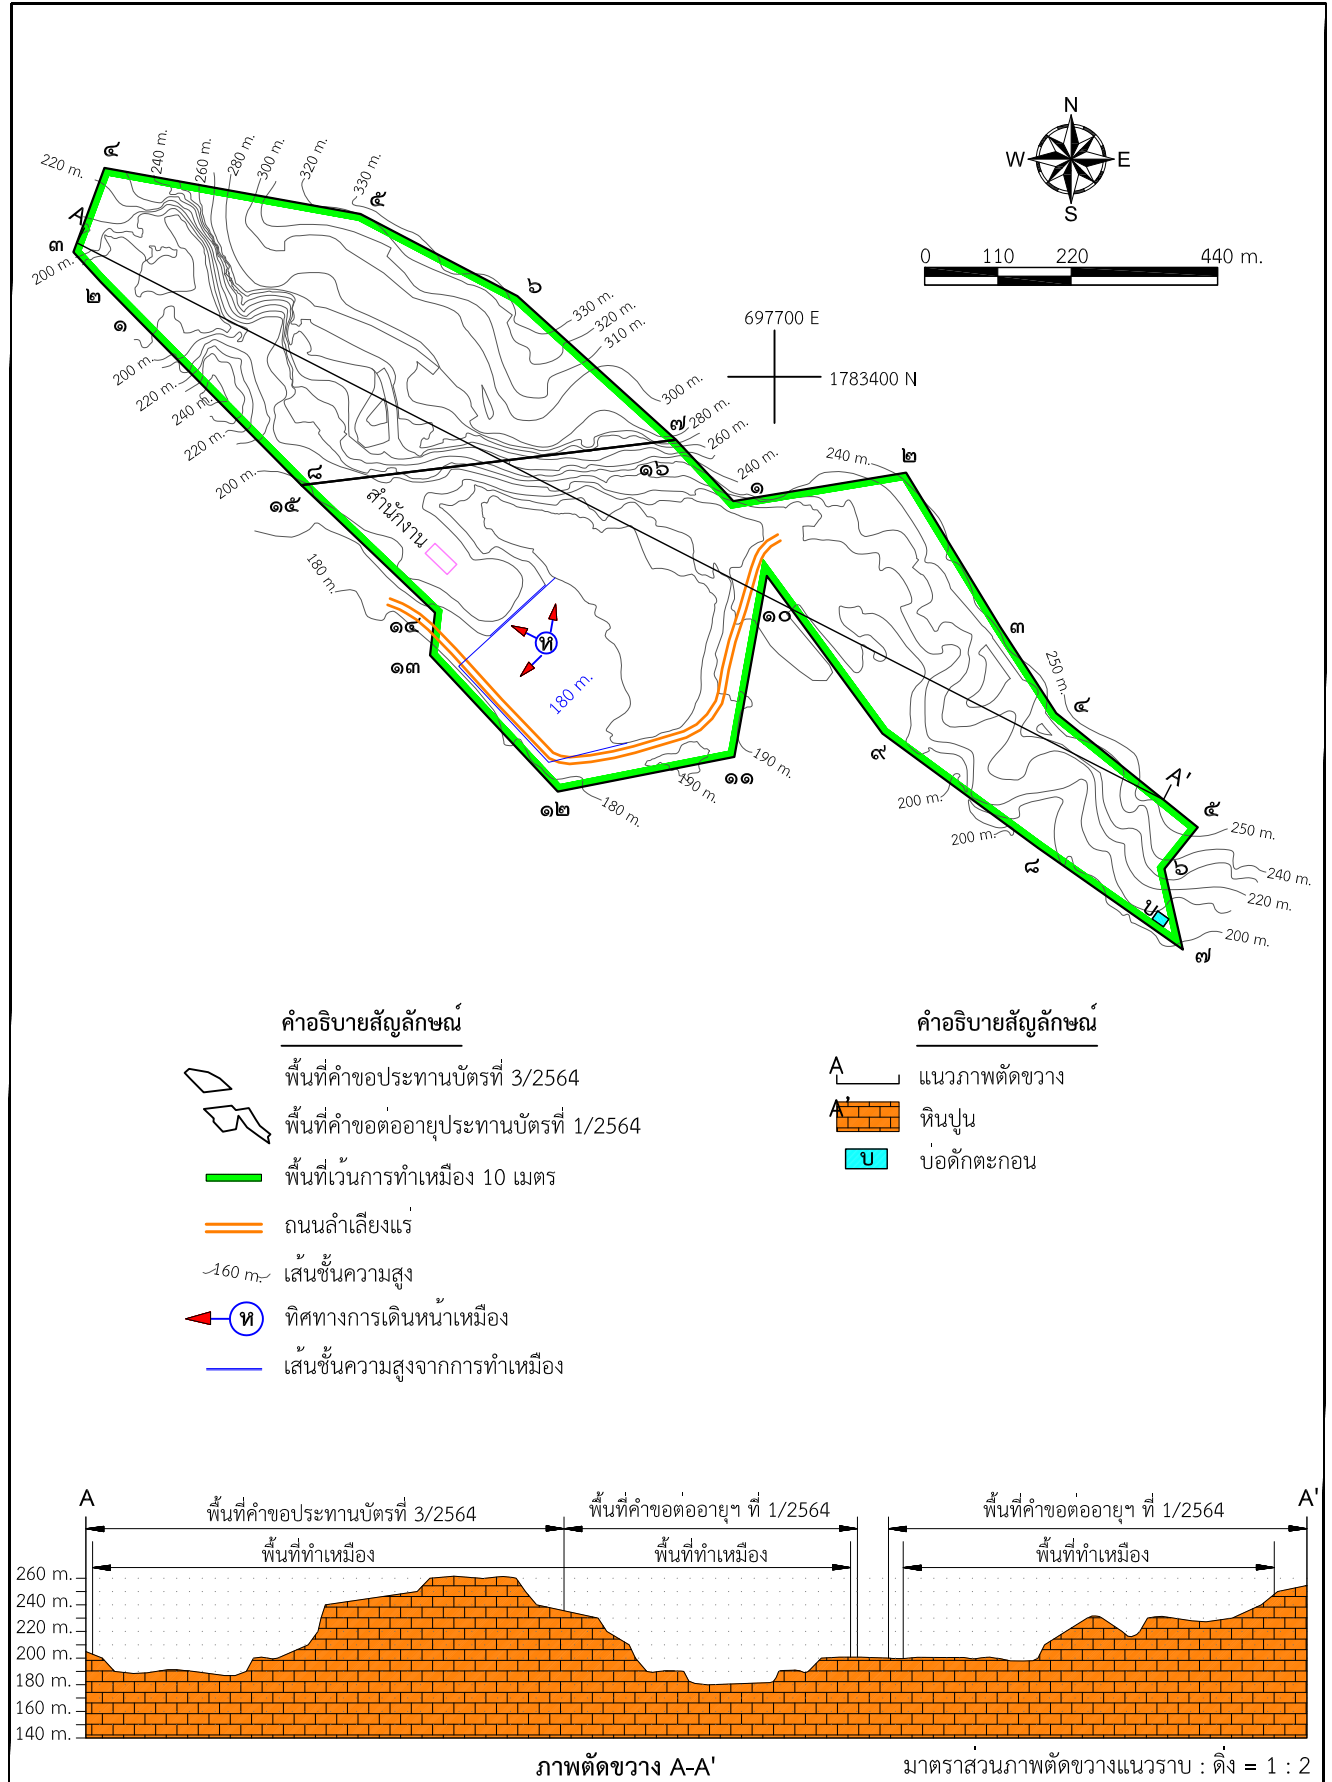 N
W E
S
0 110 220 440 m.
697700 E
1783400 N
220 m.
๔
240 m.
260 m.
280 m.
300 m.
320 m.
330 m.
๕
A
๓
200 m.
๒
๑
๖
330 m.
320 m.
310 m.
200 m.
220 m.
240 m.
220 m.
200 m.
300 m.
๗
280 m.
260 m.
240 m.
๑๖
๑
240 m.
๒
๘
๑๕
สำนักงาน
180 m.
๑๔
๑๓
ห
180 m.
๑๐
๓
250 m.
๔
A'
๕
250 m.
๙
190 m.
๑๑
190 m.
๑๒
180 m.
200 m.
200 m.
๘
๖
240 m.
220 m.
บ
200 m.
๗
คำอธิบายสัญลักษณ์
พื้นที่คำขอประทานบัตรที่ 3/2564
พื้นที่คำขอต่ออายุประทานบัตรที่ 1/2564
พื้นที่เว้นการทำเหมือง 10 เมตร
ถนนลำเลียงแร่
160 m. เส้นชั้นความสูง
ห ทิศทางการเดินหน้าเหมือง
เส้นชั้นความสูงจากการทำเหมือง
คำอธิบายสัญลักษณ์
A แนวภาพตัดขวาง
A' หินปูน
บ บ่อดักตะกอน
A A'
พื้นที่คำขอประทานบัตรที่ 3/2564 พื้นที่คำขอต่ออายุฯ ที่ 1/2564 พื้นที่คำขอต่ออายุฯ ที่ 1/2564
พื้นที่ทำเหมือง พื้นที่ทำเหมือง พื้นที่ทำเหมือง
260 m.
240 m.
220 m.
200 m.
180 m.
160 m.
140 m.
ภาพตัดขวาง A-A' มาตราส่วนภาพตัดขวางแนวราบ : ดิ่ง = 1 : 2